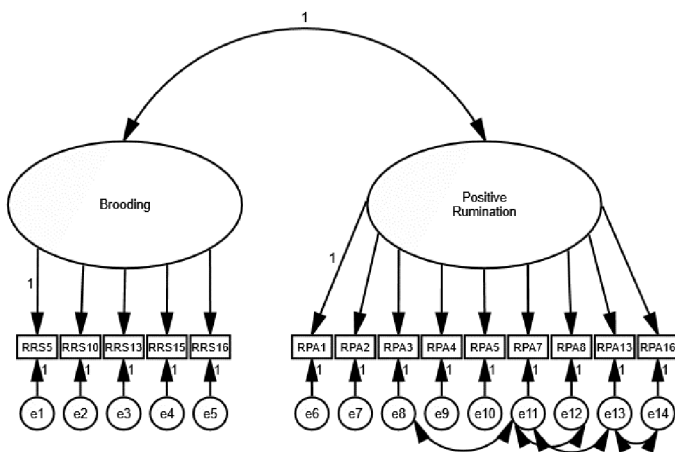 1
Brooding
Positive
Rumination
1
1
RRS5 RRS10 RRS13 RRS15 RRS16
RPA1 RPA2 RPA3 RPA4 RPA5 RPA7 RPA8 RPA13 RPA16
1 1 1 1 1
1 1 1 1 1 1 1 1 1
e1 e2 e3 e4 e5
e6 e7 e8 e9 e10 e11 e12 e13 e14